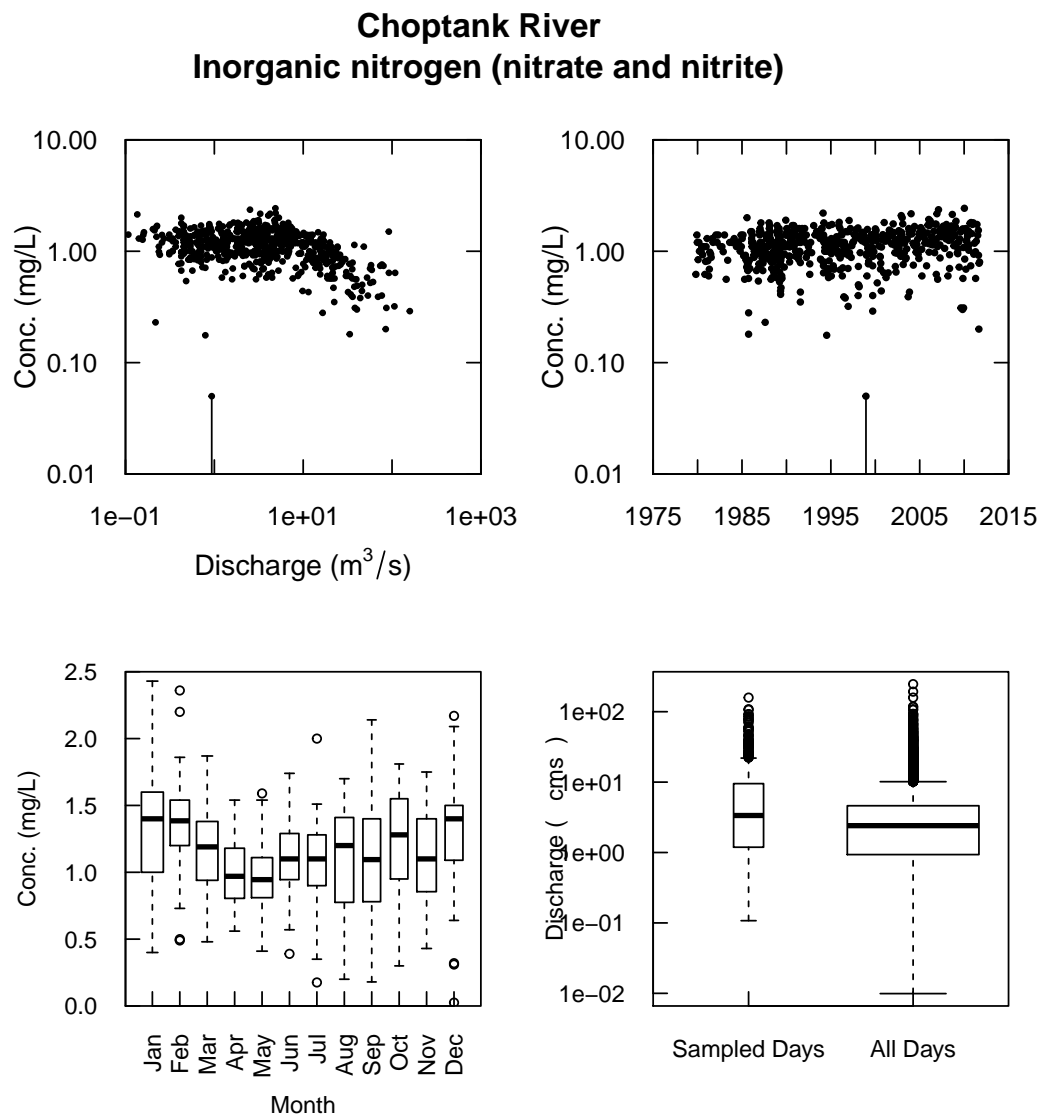 Choptank River
Inorganic nitrogen (nitrate and nitrite)
10.00
1.00
0.10
0.01
Conc. (mg/L)
1e−01 1e+01 1e+03
Discharge (m³/s)
10.00
1.00
0.10
0.01
Conc. (mg/L)
1975 1985 1995 2005 2015
2.5
2.0
1.5
1.0
0.5
0.0
Conc. (mg/L)
Jan Feb Mar Apr May Jun Jul Aug Sep Oct Nov Dec
Month
1e+02
1e+01
1e+00
1e−01
1e−02
Discharge ( cms )
Sampled Days All Days